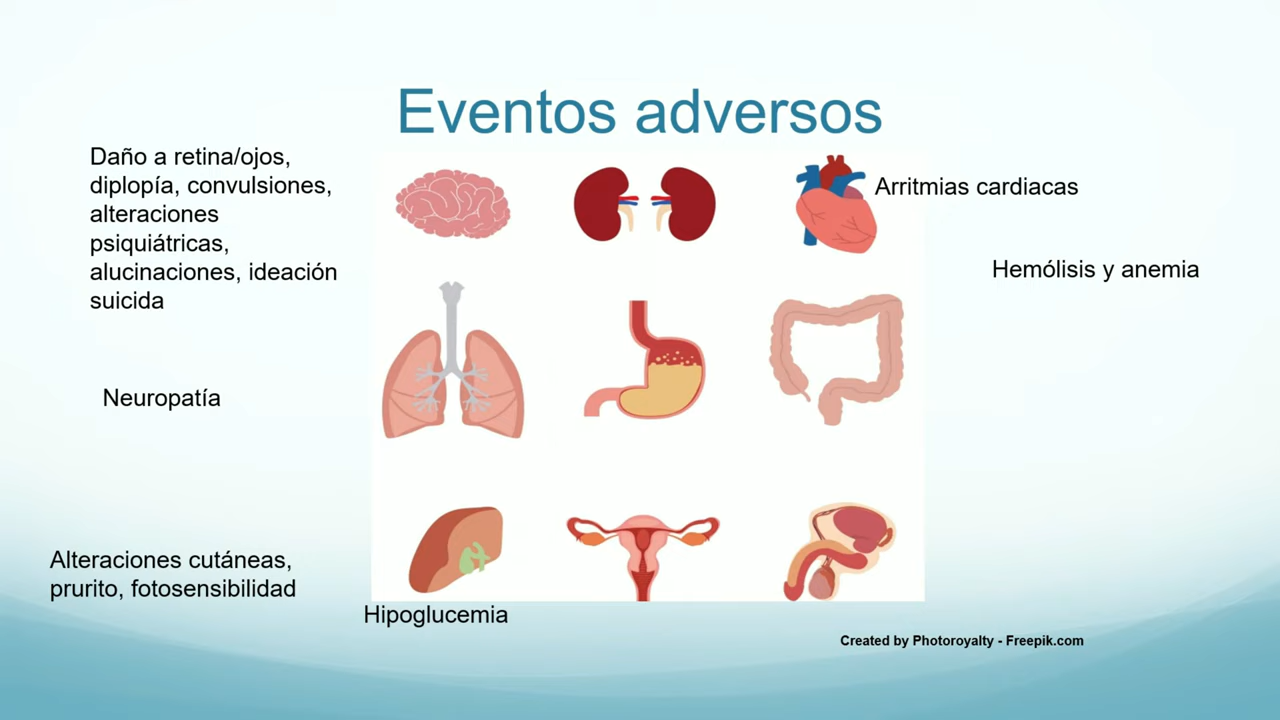 Eventos adversos
Daño a retina/ojos,
diplopía, convulsiones,
alteraciones
psiquiátricas,
alucinaciones, ideación
suicida
Arritmias cardiacas
Hemólisis y anemia
Neuropatía
Alteraciones cutáneas,
prurito, fotosensibilidad
Hipoglucemia
Created by Photoroyalty - Freepik.com